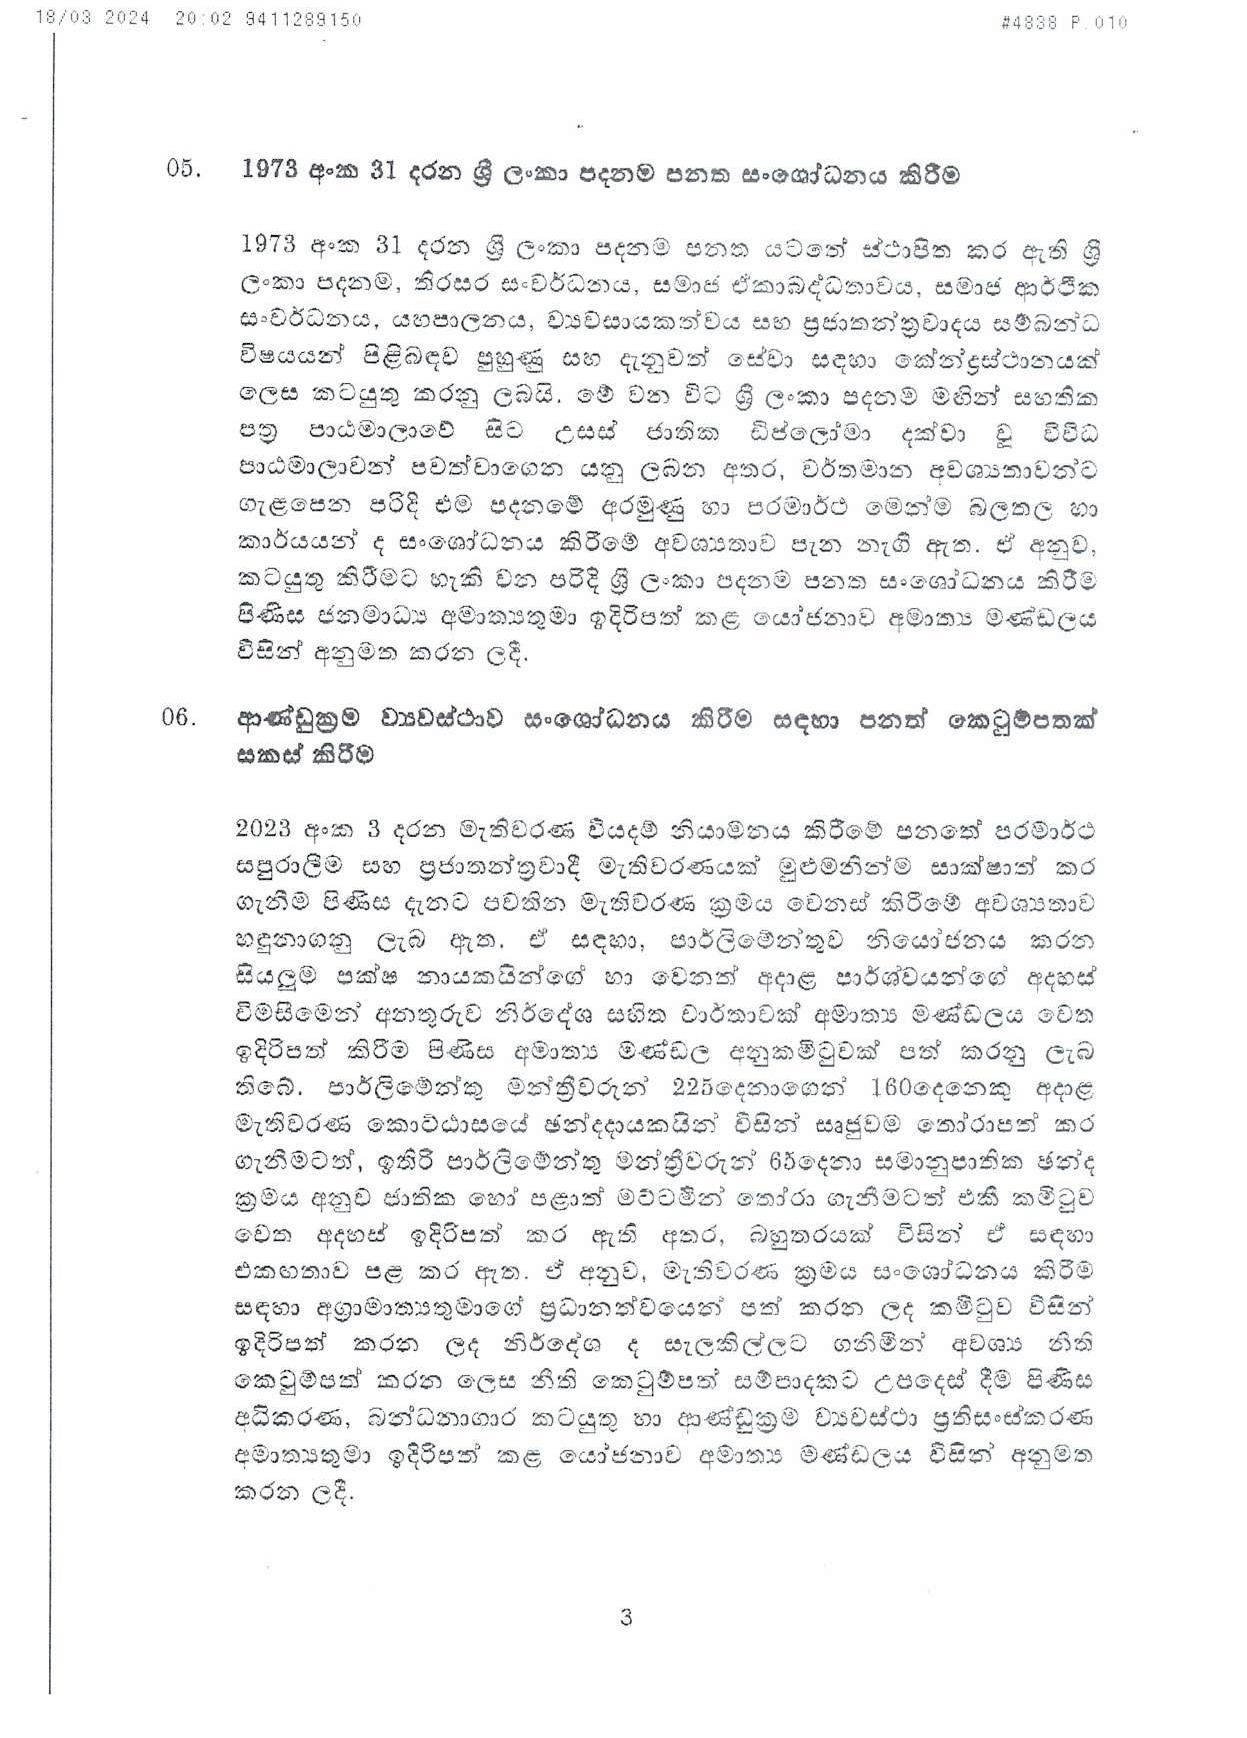 18/03 2024 20:02 9411289150 #4838 P.010
05. 1973 අංක 31 දරන ශ්‍රී ලංකා පදනම පනත සංශෝධනය කිරීම
1973 අංක 31 දරන ශ්‍රී ලංකා පදනම පනත යටතේ ස්ථාපිත කර ඇති ශ්‍රී
ලංකා පදනම, තිරසර සංවර්ධනය, සමාජ ඒකාබද්ධතාවය, සමාජ ආර්ථික
සංවර්ධනය, යහපාලනය, ව්‍යවසායකත්වය සහ ප්‍රජාතන්ත්‍රවාදය සම්බන්ධ
විෂයයන් පිළිබඳව පුහුණු සහ දැනුවත් සේවා සඳහා කේන්ද්‍රස්ථානයක්
ලෙස කටයුතු කරනු ලබයි. මේ වන විට ශ්‍රී ලංකා පදනම මඟින් සහතික
පත්‍ර පාඨමාලාවේ සිට උසස් ජාතික ඩිප්ලෝමා දක්වා වූ විවිධ
පාඨමාලාවන් පවත්වාගෙන යනු ලබන අතර, වර්තමාන අවශ්‍යතාවන්ට
ගැළපෙන පරිදි එම පදනමේ අරමුණු හා පරමාර්ථ මෙන්ම බලතල හා
කාර්යයන් ද සංශෝධනය කිරීමේ අවශ්‍යතාව පැන නැගී ඇත. ඒ අනුව,
කටයුතු කිරීමට හැකි වන පරිදි ශ්‍රී ලංකා පදනම පනත සංශෝධනය කිරීම
පිණිස ජනමාධ්‍ය අමාත්‍යතුමා ඉදිරිපත් කළ යෝජනාව අමාත්‍ය මණ්ඩලය
විසින් අනුමත කරන ලදී.
06. ආණ්ඩුක්‍රම ව්‍යවස්ථාව සංශෝධනය කිරීම සඳහා පනත් කෙටුම්පතක්
සකස් කිරීම
2023 අංක 3 දරන මැතිවරණ වියදම් නියාමනය කිරීමේ පනතේ පරමාර්ථ
සපුරාලීම සහ ප්‍රජාතන්ත්‍රවාදී මැතිවරණයක් මුළුමනින්ම සාක්ෂාත් කර
ගැනීම පිණිස දැනට පවතින මැතිවරණ ක්‍රමය වෙනස් කිරීමේ අවශ්‍යතාව
හඳුනාගනු ලැබ ඇත. ඒ සඳහා, පාර්ලිමේන්තුව නියෝජනය කරන
සියලුම පක්ෂ නායකයින්ගේ හා වෙනත් අදාළ පාර්ශ්වයන්ගේ අදහස්
විමසීමෙන් අනතුරුව නිර්දේශ සහිත වාර්තාවක් අමාත්‍ය මණ්ඩලය වෙත
ඉදිරිපත් කිරීම පිණිස අමාත්‍ය මණ්ඩල අනුකමිටුවක් පත් කරනු ලැබ
තිබේ. පාර්ලිමේන්තු මන්ත්‍රීවරුන් 225දෙනාගෙන් 160දෙනෙකු අදාළ
මැතිවරණ කොට්ඨාසයේ ඡන්දදායකයින් විසින් සෘජුවම තෝරාපත් කර
ගැනීමටත්, ඉතිරි පාර්ලිමේන්තු මන්ත්‍රීවරුන් 65දෙනා සමානුපාතික ඡන්ද
ක්‍රමය අනුව ජාතික හෝ පළාත් මට්ටමින් තෝරා ගැනීමටත් එකී කමිටුව
වෙත අදහස් ඉදිරිපත් කර ඇති අතර, බහුතරයක් විසින් ඒ සඳහා
එකඟතාව පළ කර ඇත. ඒ අනුව, මැතිවරණ ක්‍රමය සංශෝධනය කිරීම
සඳහා අග්‍රාමාත්‍යතුමාගේ ප්‍රධානත්වයෙන් පත් කරන ලද කමිටුව විසින්
ඉදිරිපත් කරන ලද නිර්දේශ ද සැලකිල්ලට ගනිමින් අවශ්‍ය නීති
කෙටුම්පත් කරන ලෙස නීති කෙටුම්පත් සම්පාදකට උපදෙස් දීම පිණිස
අධිකරණ, බන්ධනාගාර කටයුතු හා ආණ්ඩුක්‍රම ව්‍යවස්ථා ප්‍රතිසංස්කරණ
අමාත්‍යතුමා ඉදිරිපත් කළ යෝජනාව අමාත්‍ය මණ්ඩලය විසින් අනුමත
කරන ලදී.
3